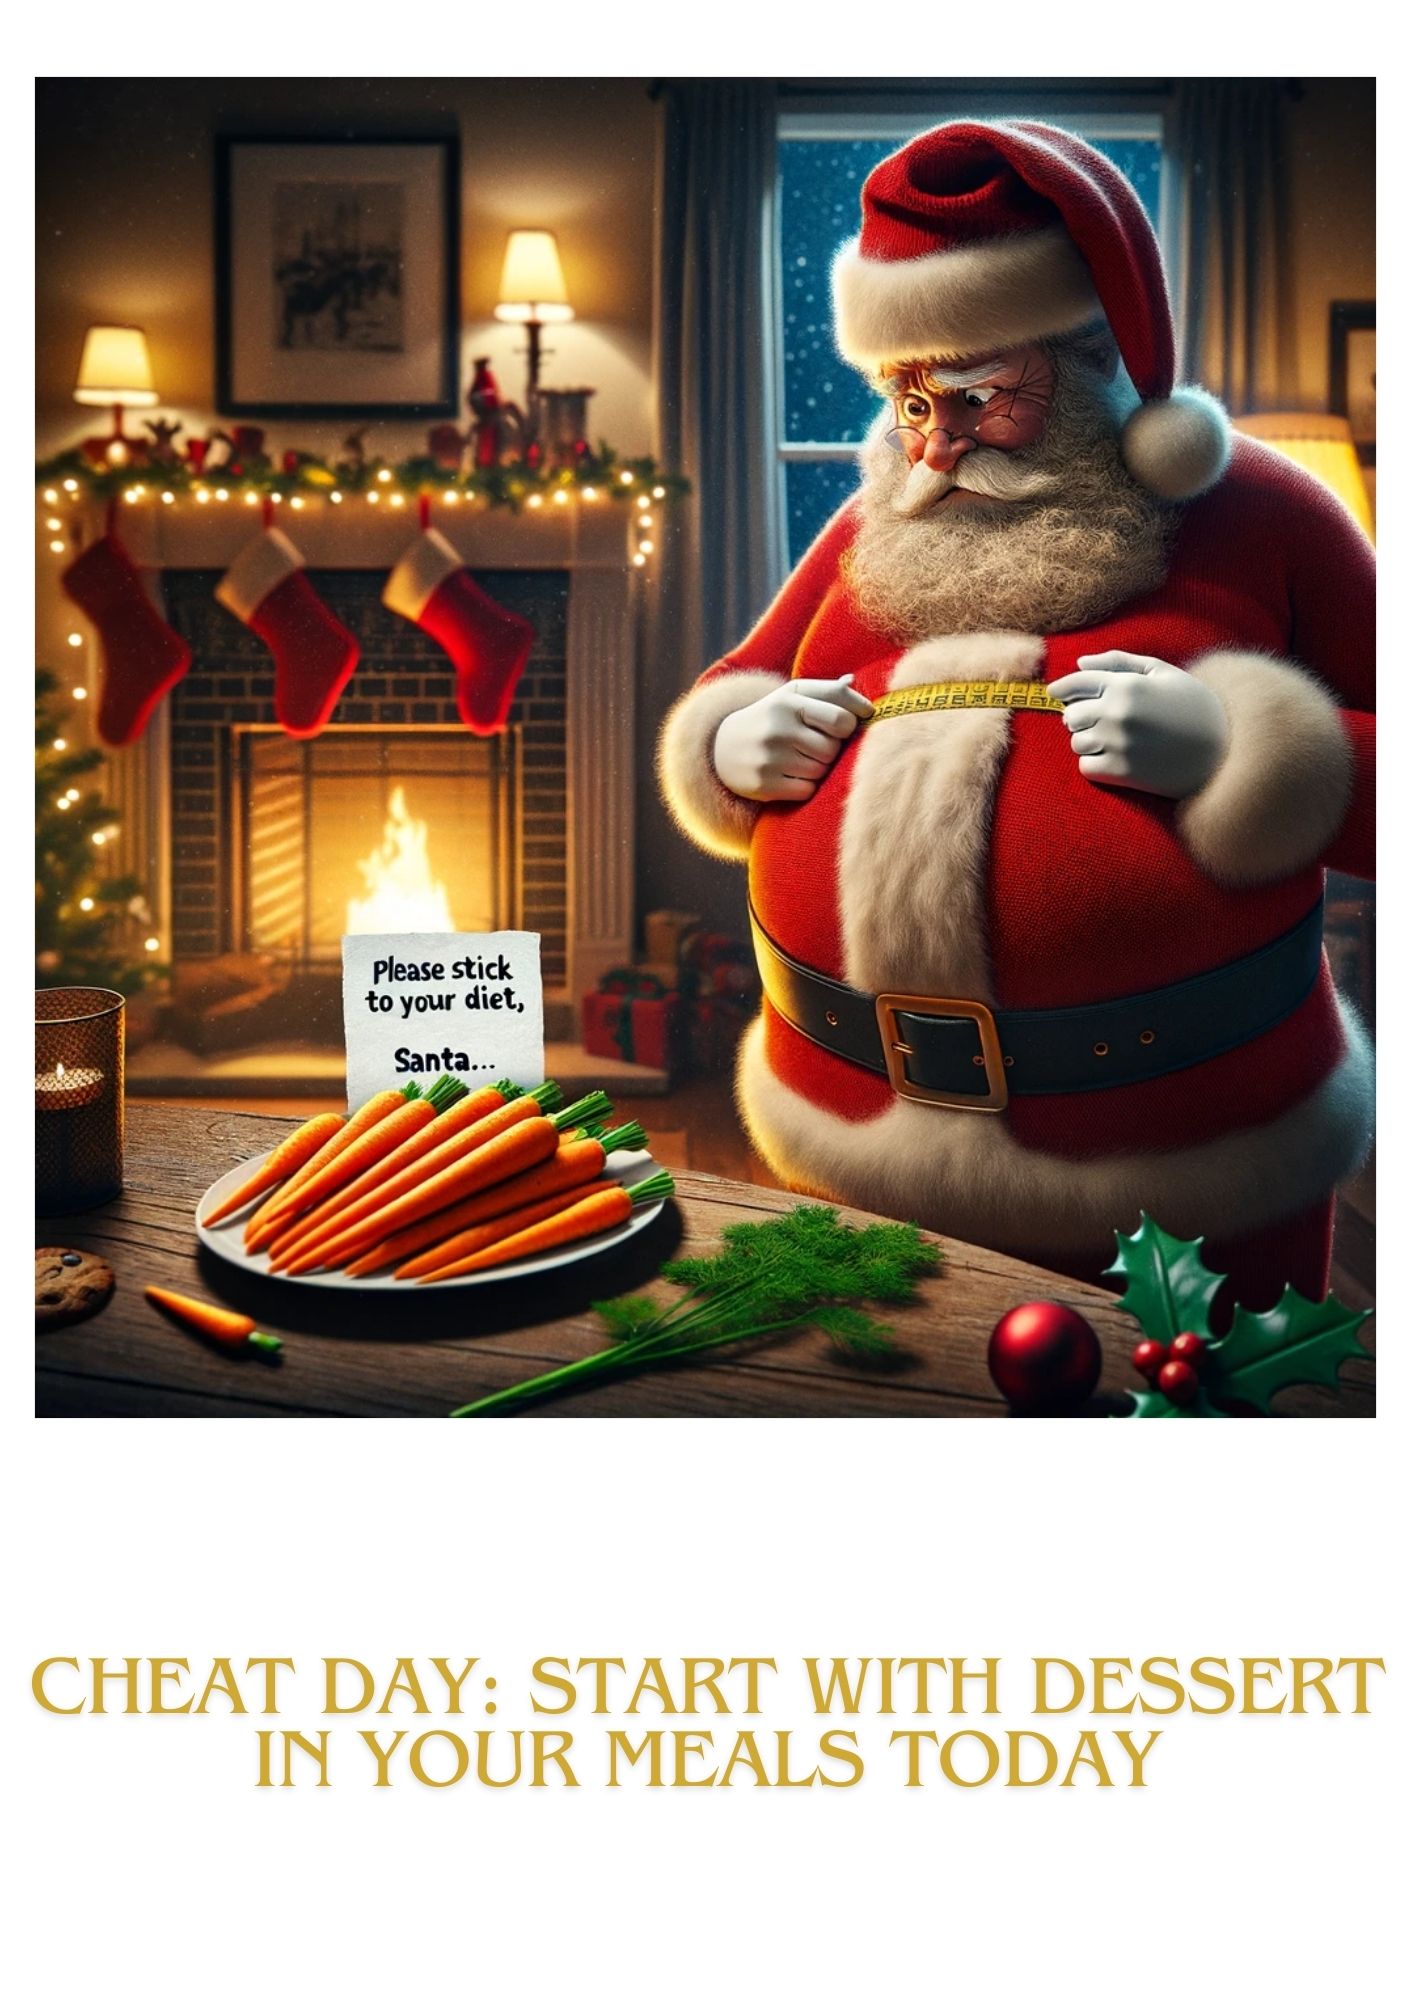 Please stick
to your diet,
Santa...
CHEAT DAY: START WITH DESSERT
IN YOUR MEALS TODAY